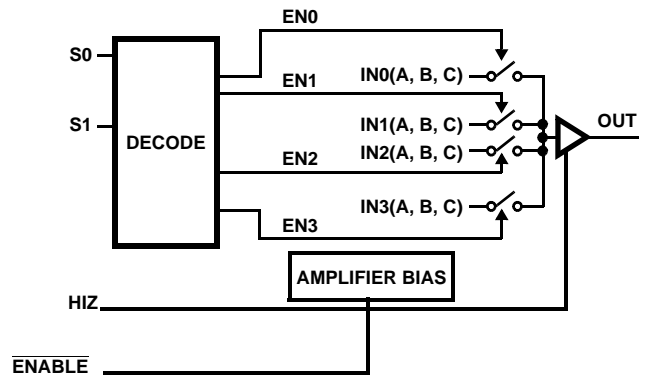 EN0
S0
IN0(A, B, C)
EN1
S1
IN1(A, B, C)
OUT
DECODE
IN2(A, B, C)
EN2
IN3(A, B, C)
EN3
AMPLIFIER BIAS
HIZ
ENABLE